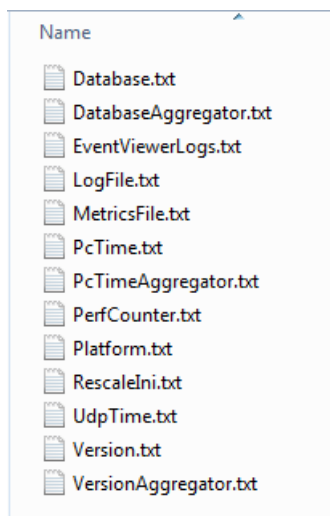 Name
Database.txt
DatabaseAggregator.txt
EventViewerLogs.txt
LogFile.txt
MetricsFile.txt
PcTime.txt
PcTimeAggregator.txt
PerfCounter.txt
Platform.txt
RescaleIni.txt
UdpTime.txt
Version.txt
VersionAggregator.txt